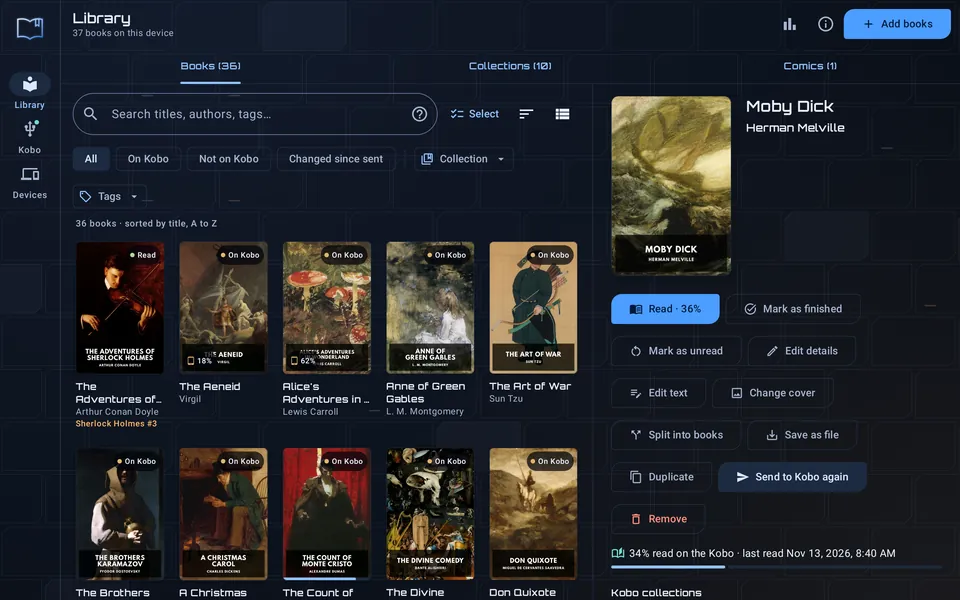 Library
37 books on this device
Add books
Library
Kobo
Devices
Books (36)
Collections (10)
Comics (1)
Search titles, authors, tags...
Select
All
On Kobo
Not on Kobo
Changed since sent
Collection
Tags
36 books · sorted by title, A to Z
Read
THE ADVENTURES OF
SHERLOCK HOLMES
ARTHUR CONAN DOYLE
The
Adventures of...
Arthur Conan Doyle
Sherlock Holmes #3
On Kobo
THE AENEID
VIRGIL
18%
The Aeneid
Virgil
On Kobo
62%
Alice's
Adventures in ...
Lewis Carroll
On Kobo
ANNE OF
GREEN GABLES
L. M. MONTGOMERY
Anne of Green
Gables
L. M. Montgomery
On Kobo
THE ART OF WAR
SUN TZU
The Art of War
Sun Tzu
On Kobo
THE BROTHERS
KARAMAZOV
FYODOR DOSTOEVSKY
The Brothers
On Kobo
A CHRISTMAS
CAROL
CHARLES DICKENS
A Christmas
On Kobo
THE COUNT OF
MONTE CRISTO
ALEXANDRE DUMAS
The Count of
On Kobo
THE DIVINE COMEDY
DANTE ALIGHIERI
The Divine
On Kobo
DON QUIXOTE
MIGUEL DE CERVANTES SAAVEDRA
Don Quixote
MOBY DICK
HERMAN MELVILLE
Moby Dick
Herman Melville
Read · 36%
Mark as finished
Mark as unread
Edit details
Edit text
Change cover
Split into books
Save as file
Duplicate
Send to Kobo again
Remove
34% read on the Kobo · last read Nov 13, 2026, 8:40 AM
Kobo collections